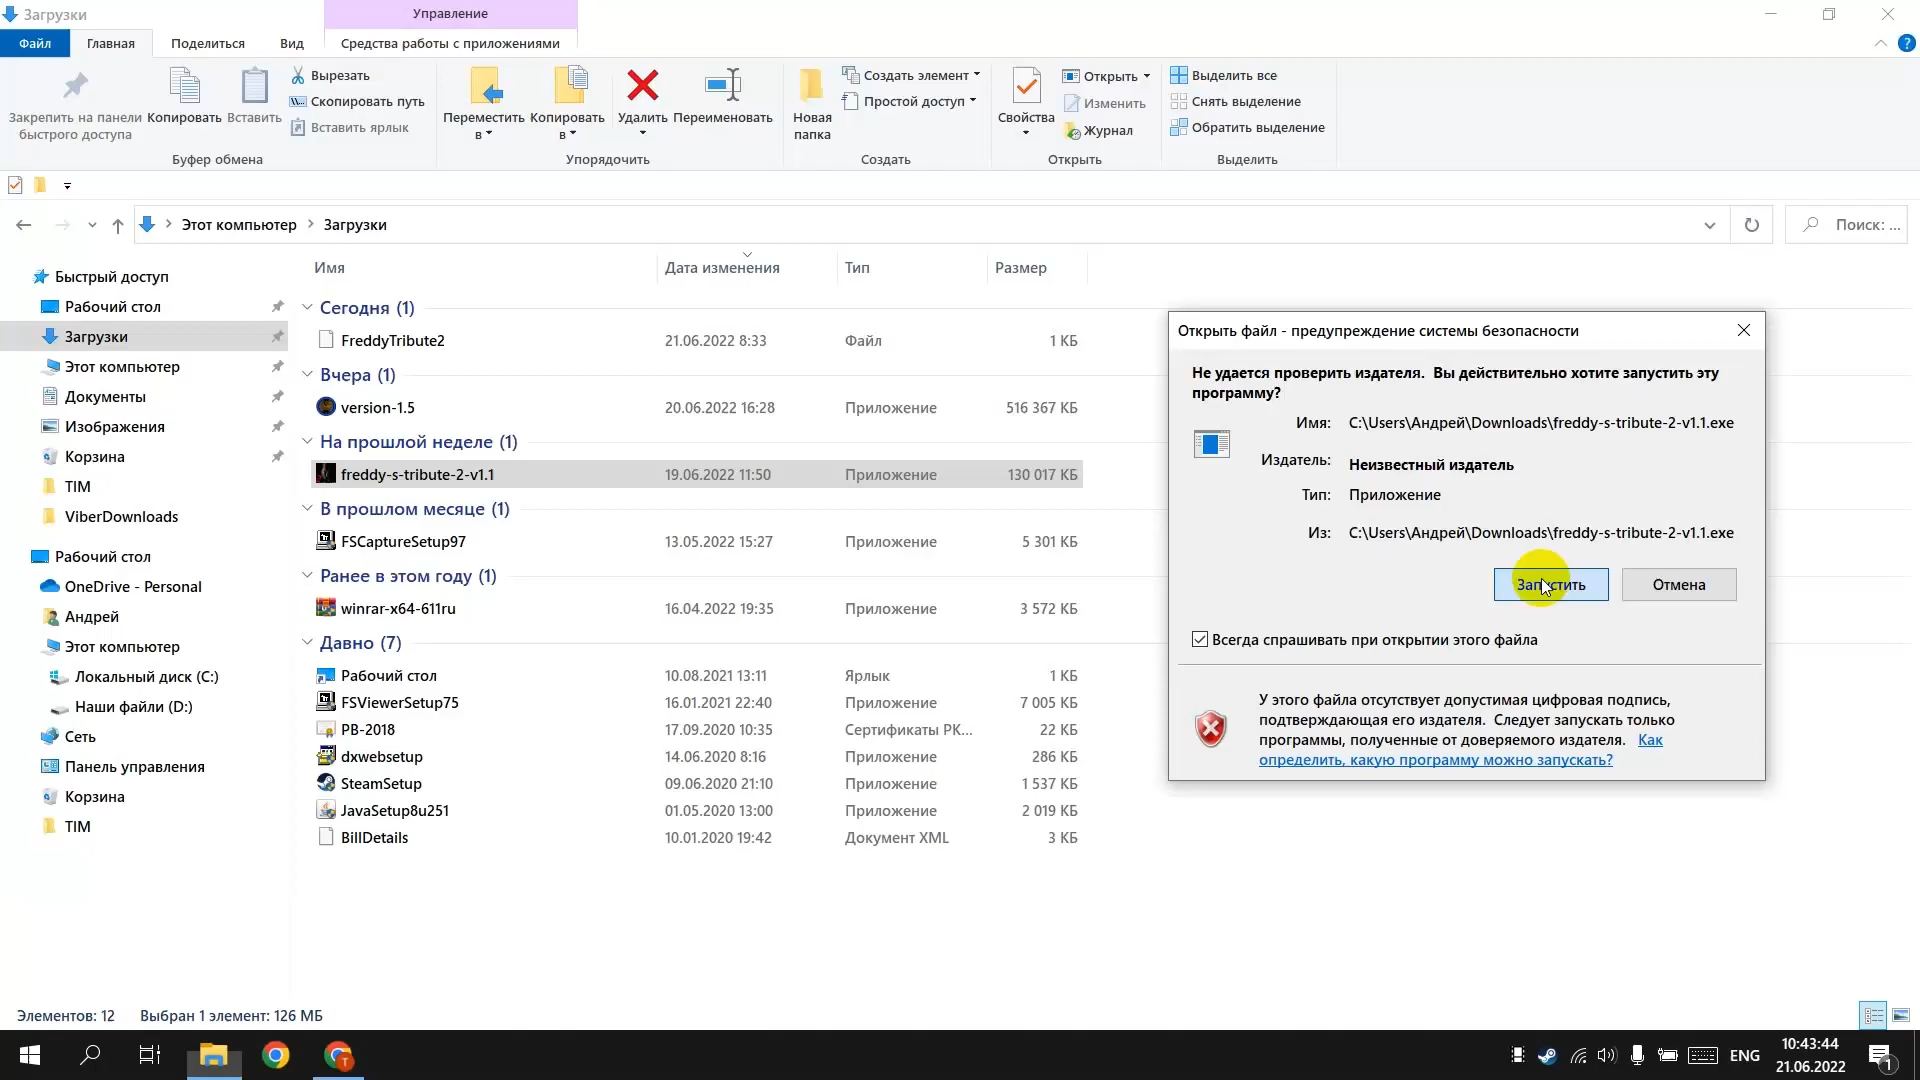 Загрузки
Управление
Файл
Главная
Поделиться
Вид
Средства работы с приложениями
?
Закрепить на панели
быстрого доступа
Копировать
Вставить
Вырезать
Скопировать путь
Вставить ярлык
Буфер обмена
Переместить
в
Копировать
в
Удалить
Переименовать
Упорядочить
Новая
папка
Создать элемент
Простой доступ
Создать
Свойства
Открыть
Изменить
Журнал
Открыть
Выделить все
Снять выделение
Обратить выделение
Выделить
Этот компьютер
Загрузки
Поиск: ...
Быстрый доступ
Рабочий стол
Загрузки
Этот компьютер
Документы
Изображения
Корзина
TIM
ViberDownloads
Рабочий стол
OneDrive - Personal
Андрей
Этот компьютер
Локальный диск (C:)
Наши файлы (D:)
Сеть
Панель управления
Корзина
TIM
Имя Дата изменения Тип Размер
Сегодня (1)
FreddyTribute2 21.06.2022 8:33 Файл 1 КБ
Вчера (1)
version-1.5 20.06.2022 16:28 Приложение 516 367 КБ
На прошлой неделе (1)
freddy-s-tribute-2-v1.1 19.06.2022 11:50 Приложение 130 017 КБ
В прошлом месяце (1)
FSCaptureSetup97 13.05.2022 15:27 Приложение 5 301 КБ
Ранее в этом году (1)
winrar-x64-611ru 16.04.2022 19:35 Приложение 3 572 КБ
Давно (7)
Рабочий стол 10.08.2021 13:11 Ярлык 1 КБ
FSViewerSetup75 16.01.2021 22:40 Приложение 7 005 КБ
PB-2018 17.09.2020 10:35 Сертификаты PK... 22 КБ
dxwebsetup 14.06.2020 8:16 Приложение 286 КБ
SteamSetup 09.06.2020 21:10 Приложение 1 537 КБ
JavaSetup8u251 01.05.2020 13:00 Приложение 2 019 КБ
BillDetails 10.01.2020 19:42 Документ XML 3 КБ
Открыть файл - предупреждение системы безопасности
Не удается проверить издателя. Вы действительно хотите запустить эту
программу?
Имя: C:\Users\Андрей\Downloads\freddy-s-tribute-2-v1.1.exe
Издатель: Неизвестный издатель
Тип: Приложение
Из: C:\Users\Андрей\Downloads\freddy-s-tribute-2-v1.1.exe
Запустить
Отмена
Всегда спрашивать при открытии этого файла
У этого файла отсутствует допустимая цифровая подпись,
подтверждающая его издателя. Следует запускать только
программы, полученные от доверяемого издателя. Как
определить, какую программу можно запускать?
Элементов: 12
Выбран 1 элемент: 126 МБ
T
ENG
10:43:44
21.06.2022
1